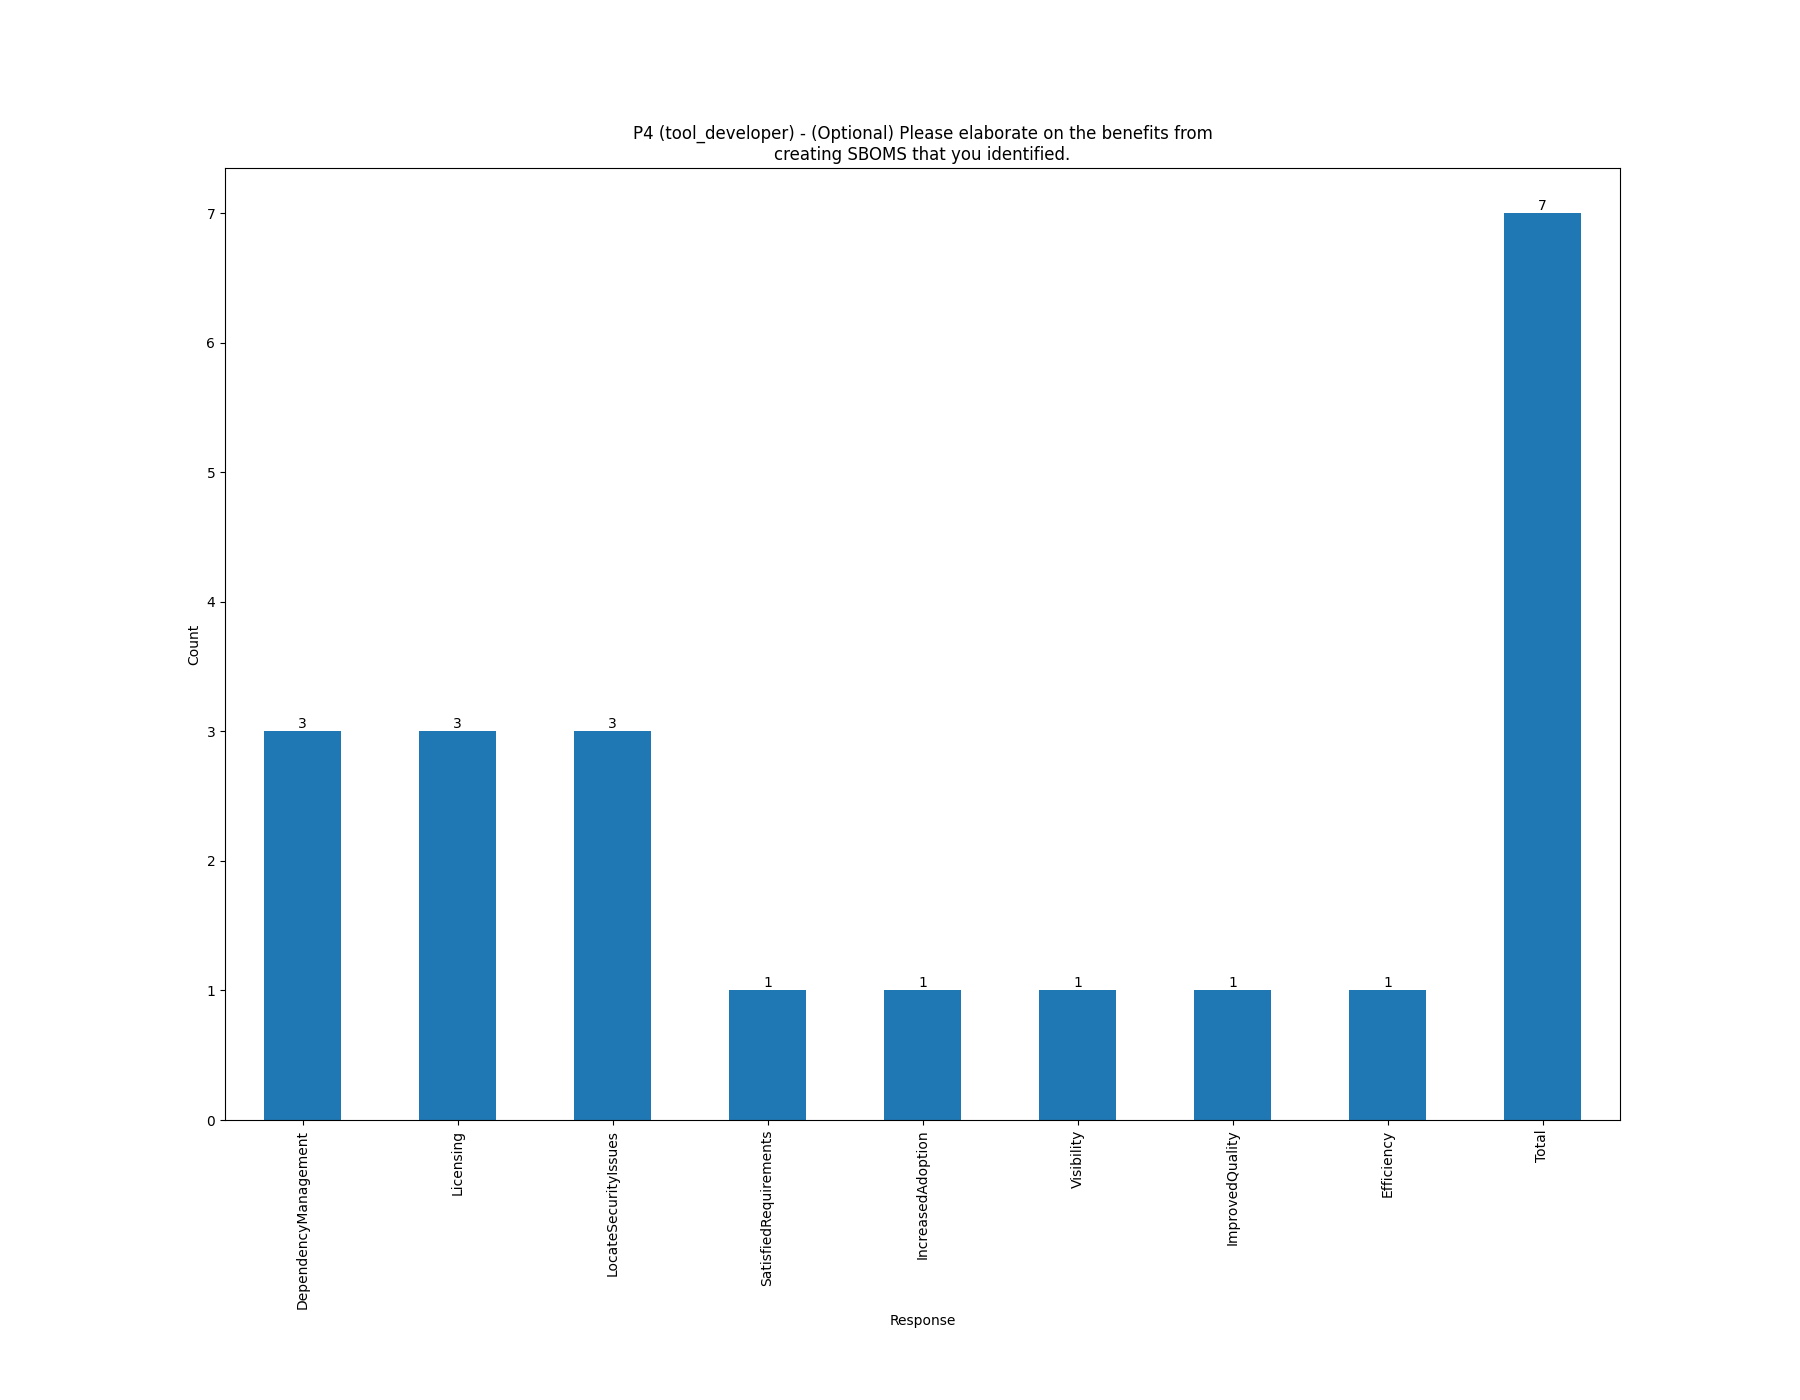 P4 (tool_developer) - (Optional) Please elaborate on the benefits from
creating SBOMS that you identified.
7
6
5
4
3
2
1
0
Count
3
3
3
1
1
1
1
1
7
DependencyManagement
Licensing
LocateSecurityIssues
SatisfiedRequirements
IncreasedAdoption
Visibility
ImprovedQuality
Efficiency
Total
Response